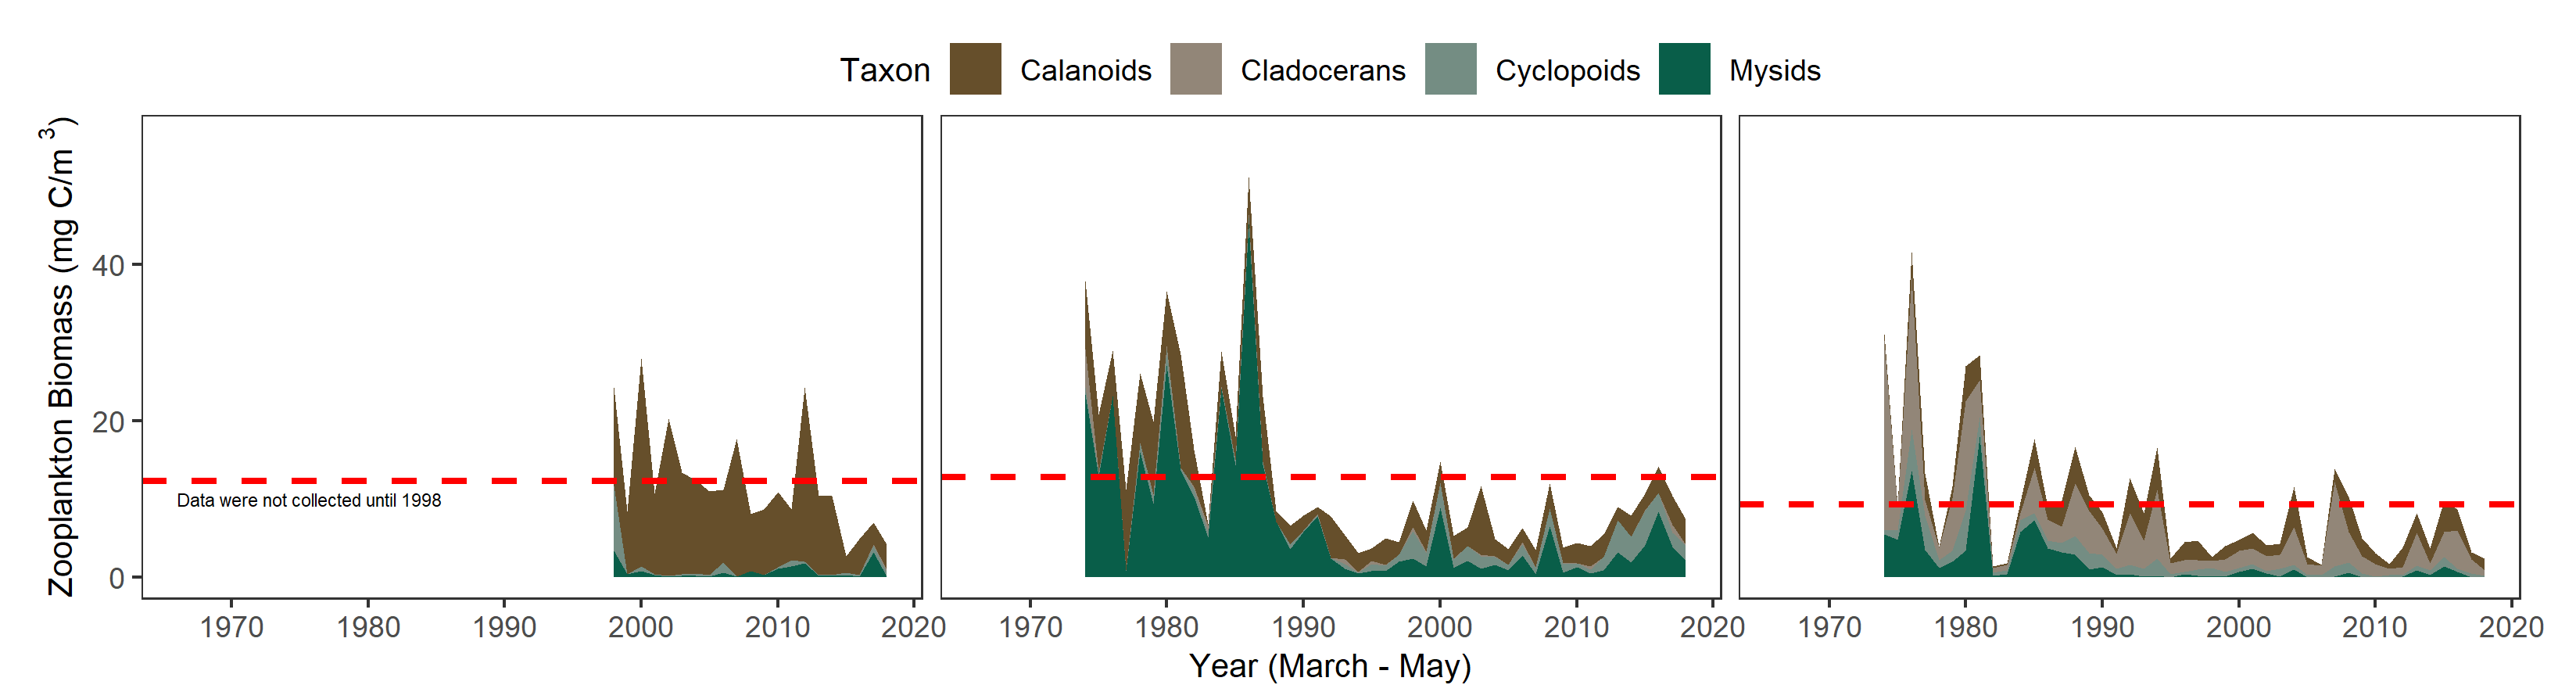 Taxon Calanoids Cladocerans Cyclopoids Mysids
Zooplankton Biomass (mg C/m 3)
40
20
0
Data were not collected until 1998
1970 1980 1990 2000 2010 2020 1970 1980 1990 2000 2010 2020 1970 1980 1990 2000 2010 2020
Year (March - May)